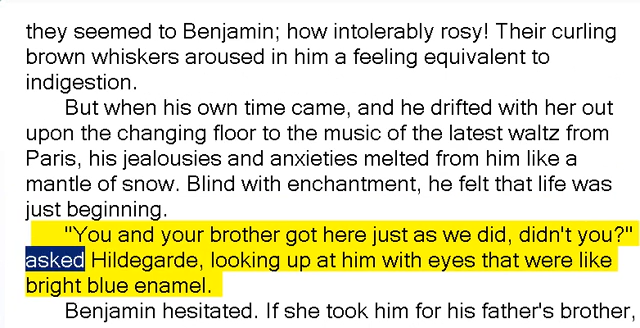 they seemed to Benjamin; how intolerably rosy! Their curling
brown whiskers aroused in him a feeling equivalent to
indigestion.
But when his own time came, and he drifted with her out
upon the changing floor to the music of the latest waltz from
Paris, his jealousies and anxieties melted from him like a
mantle of snow. Blind with enchantment, he felt that life was
just beginning.
"You and your brother got here just as we did, didn't you?"
asked Hildegarde, looking up at him with eyes that were like
bright blue enamel.
Benjamin hesitated. If she took him for his father's brother,